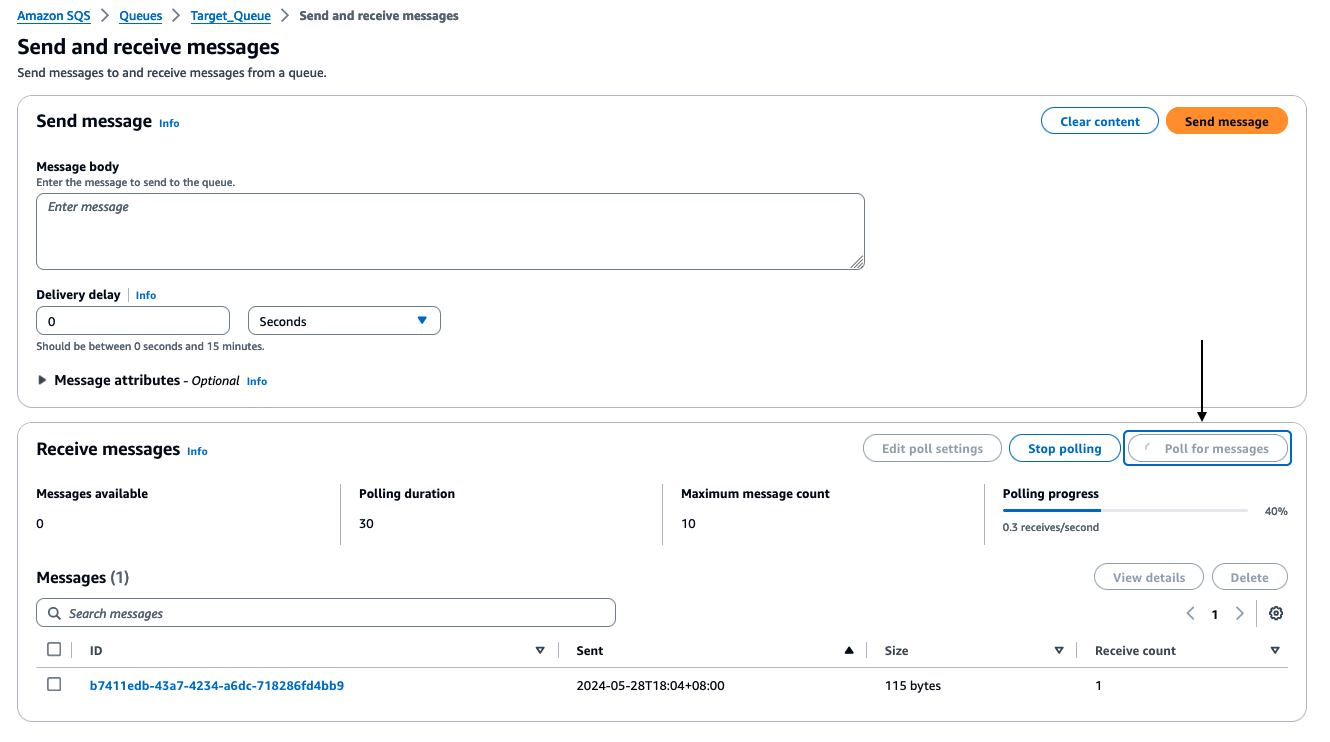 Amazon SQS > Queues > Target_Queue > Send and receive messages
Send and receive messages
Send messages to and receive messages from a queue.
Send message Info
Clear content
Send message
Message body
Enter the message to send to the queue.
Enter message
Delivery delay Info
0
Seconds
Should be between 0 seconds and 15 minutes.
Message attributes - Optional Info
Receive messages Info
Edit poll settings
Stop polling
Poll for messages
Messages available
0
Polling duration
30
Maximum message count
10
Polling progress
40%
0.3 receives/second
Messages (1)
View details
Delete
Search messages
1
ID Sent Size Receive count
b7411edb-43a7-4234-a6dc-718286fd4bb9 2024-05-28T18:04+08:00 115 bytes 1